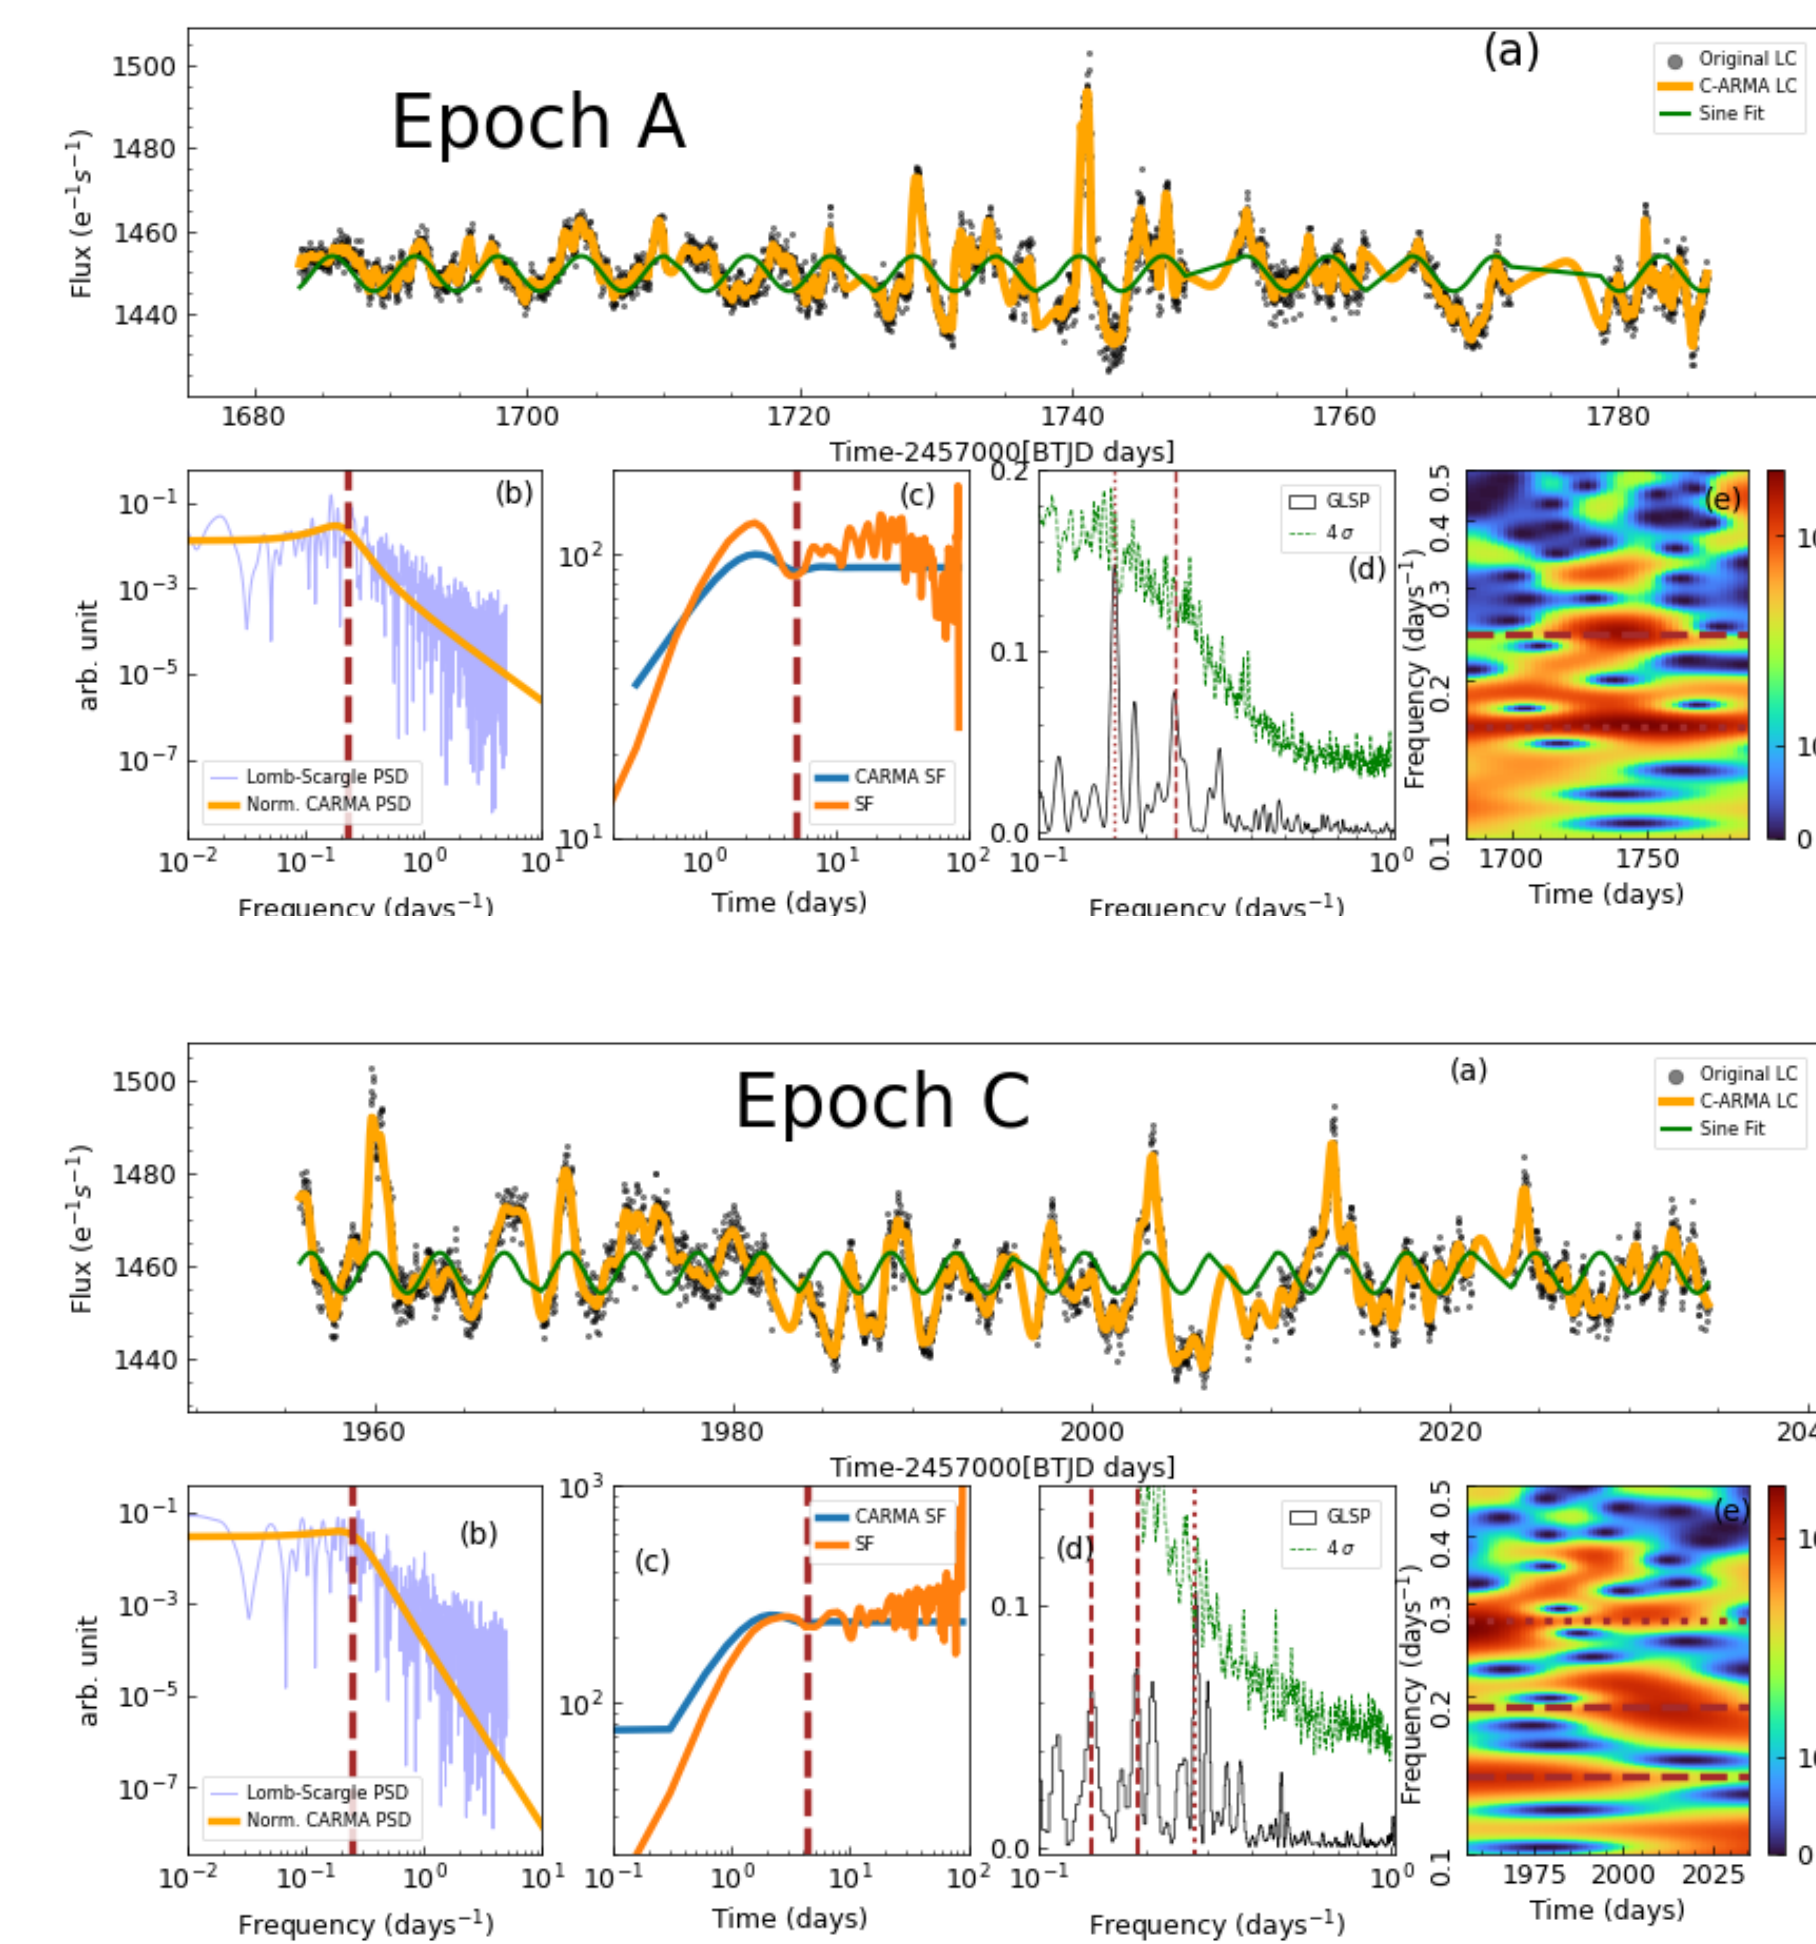 (a)
Original LC
C-ARMA LC
Sine Fit
Epoch A
Flux (e⁻¹s⁻¹)
1500
1480
1460
1440
1680 1700 1720 1740 1760 1780
Time-2457000[BTJD days]
(b)
arb. unit
10⁻¹
10⁻³
10⁻⁵
10⁻⁷
Lomb-Scargle PSD
Norm. CARMA PSD
10⁻² 10⁻¹ 10⁰ 10¹
Frequency (days⁻¹)
(c)
10²
10¹
CARMA SF
SF
10⁰ 10¹ 10²
Time (days)
0.2
0.1
0.0
GLSP
4 σ
(d)
10⁻¹ 10⁰
Frequency (days⁻¹)
(e)
Frequency (days⁻¹)
0.5
0.4
0.3
0.2
0.1
1700 1750
Time (days)
10
10
0
(a)
Original LC
C-ARMA LC
Sine Fit
Epoch C
Flux (e⁻¹s⁻¹)
1500
1480
1460
1440
1960 1980 2000 2020 204
Time-2457000[BTJD days]
(b)
arb. unit
10⁻¹
10⁻³
10⁻⁵
10⁻⁷
Lomb-Scargle PSD
Norm. CARMA PSD
10⁻² 10⁻¹ 10⁰ 10¹
Frequency (days⁻¹)
10³
10²
CARMA SF
SF
(c)
10⁻¹ 10⁰ 10¹ 10²
Time (days)
0.1
0.0
GLSP
4 σ
(d)
10⁻¹ 10⁰
Frequency (days⁻¹)
(e)
Frequency (days⁻¹)
0.5
0.4
0.3
0.2
0.1
1975 2000 2025
Time (days)
10
10
0